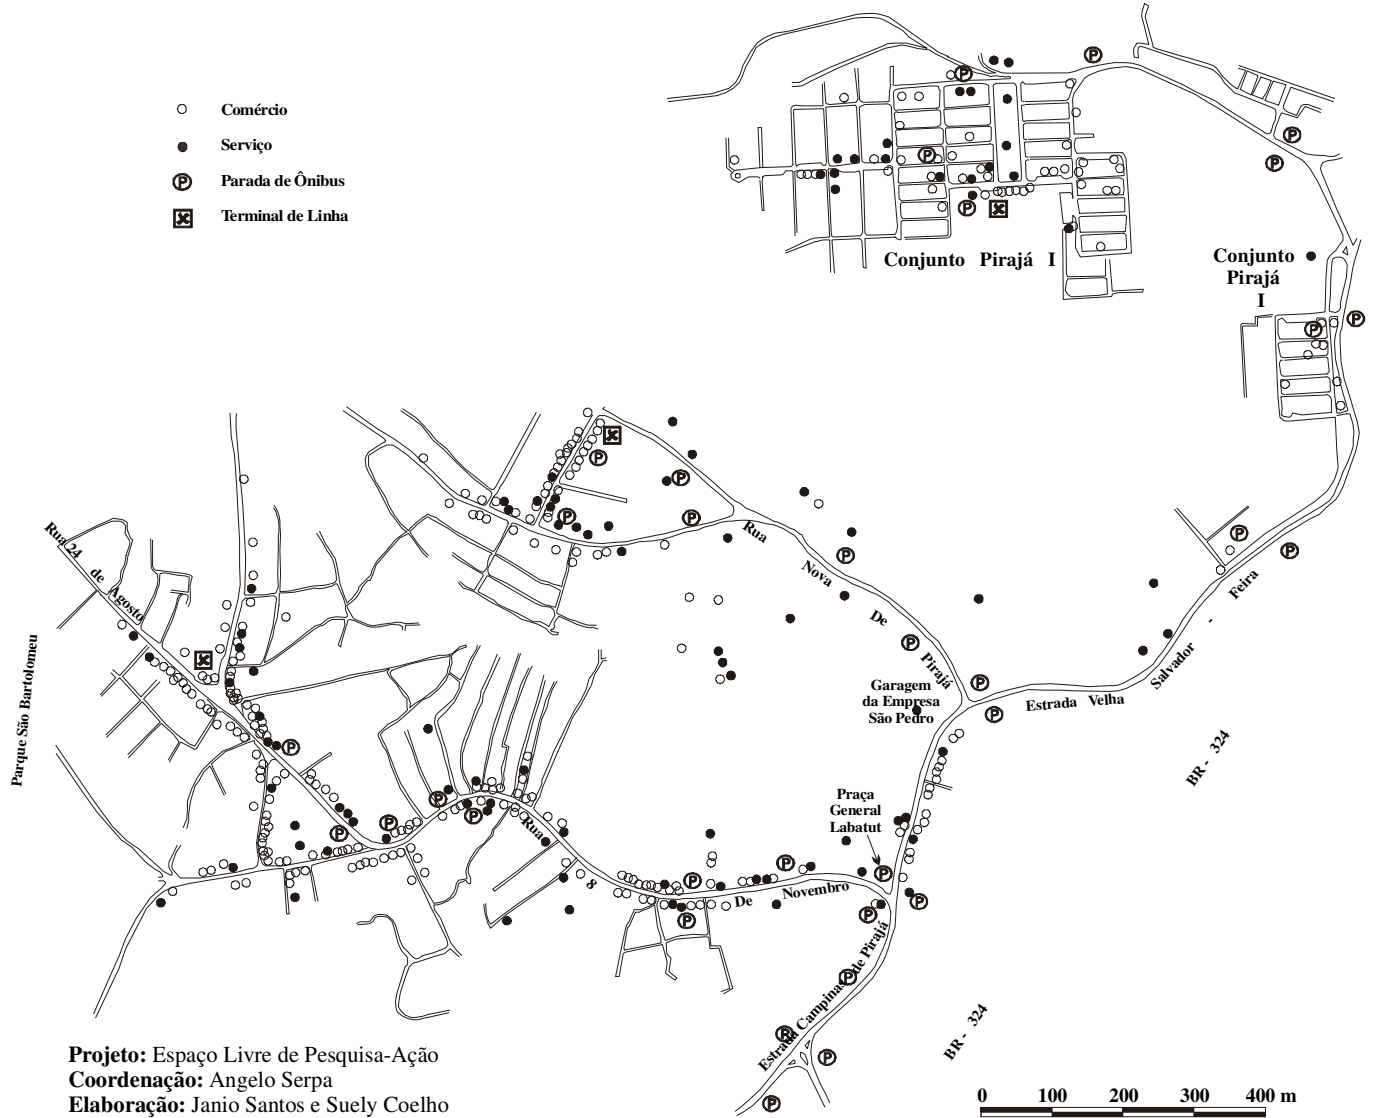 Comércio
Serviço
P Parada de Ônibus
Terminal de Linha
Conjunto Pirajá I
Conjunto
Pirajá
I
Rua 24 de Agosto
Parque São Bartolomeu
Rua Nova De Pirajá
Garagem
da Empresa
São Pedro
Estrada Velha Salvador - Feira
BR - 324
Praça
General
Labatut
Rua 8 De Novembro
Estrada Campinas de Pirajá
BR - 324
Projeto: Espaço Livre de Pesquisa-Ação
Coordenação: Angelo Serpa
Elaboração: Janio Santos e Suely Coelho
0 100 200 300 400 m